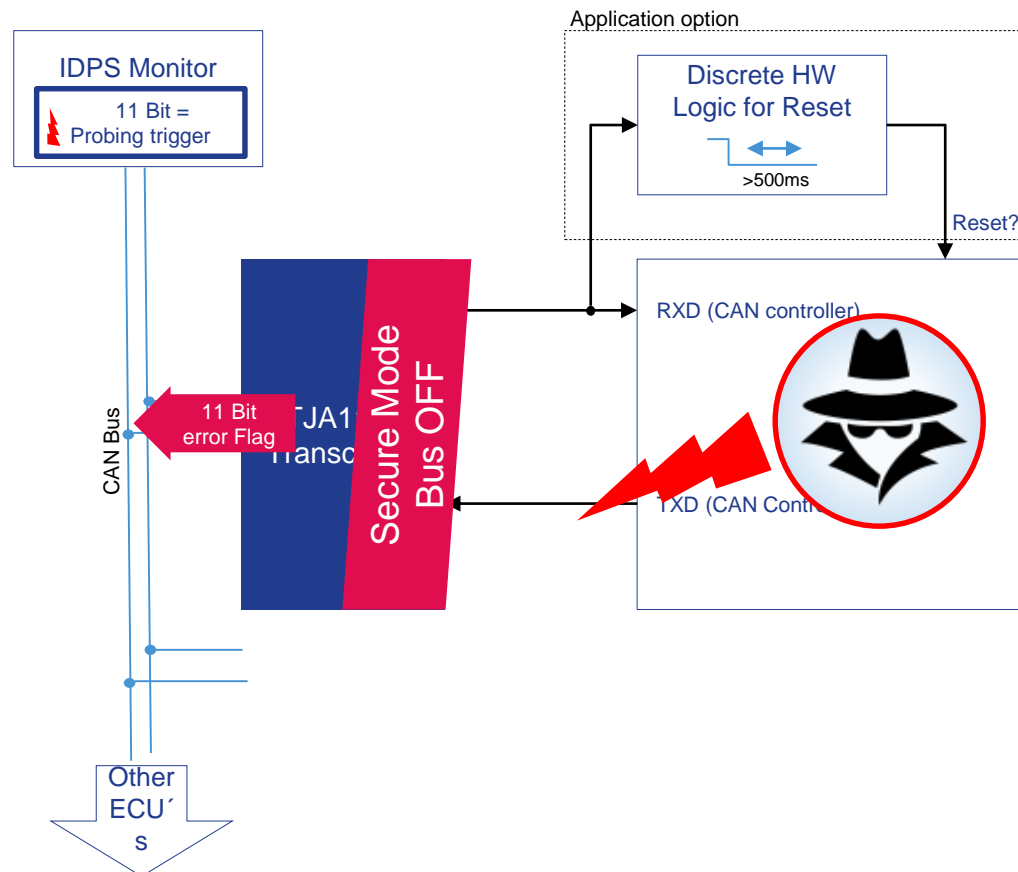 Application option
IDPS Monitor
11 Bit =
Probing trigger
Discrete HW
Logic for Reset
>500ms
Reset?
RXD (CAN controller)
Secure Mode
Bus OFF
11 Bit
error Flag
CAN Bus
TXD (CAN
Other
ECU´
s